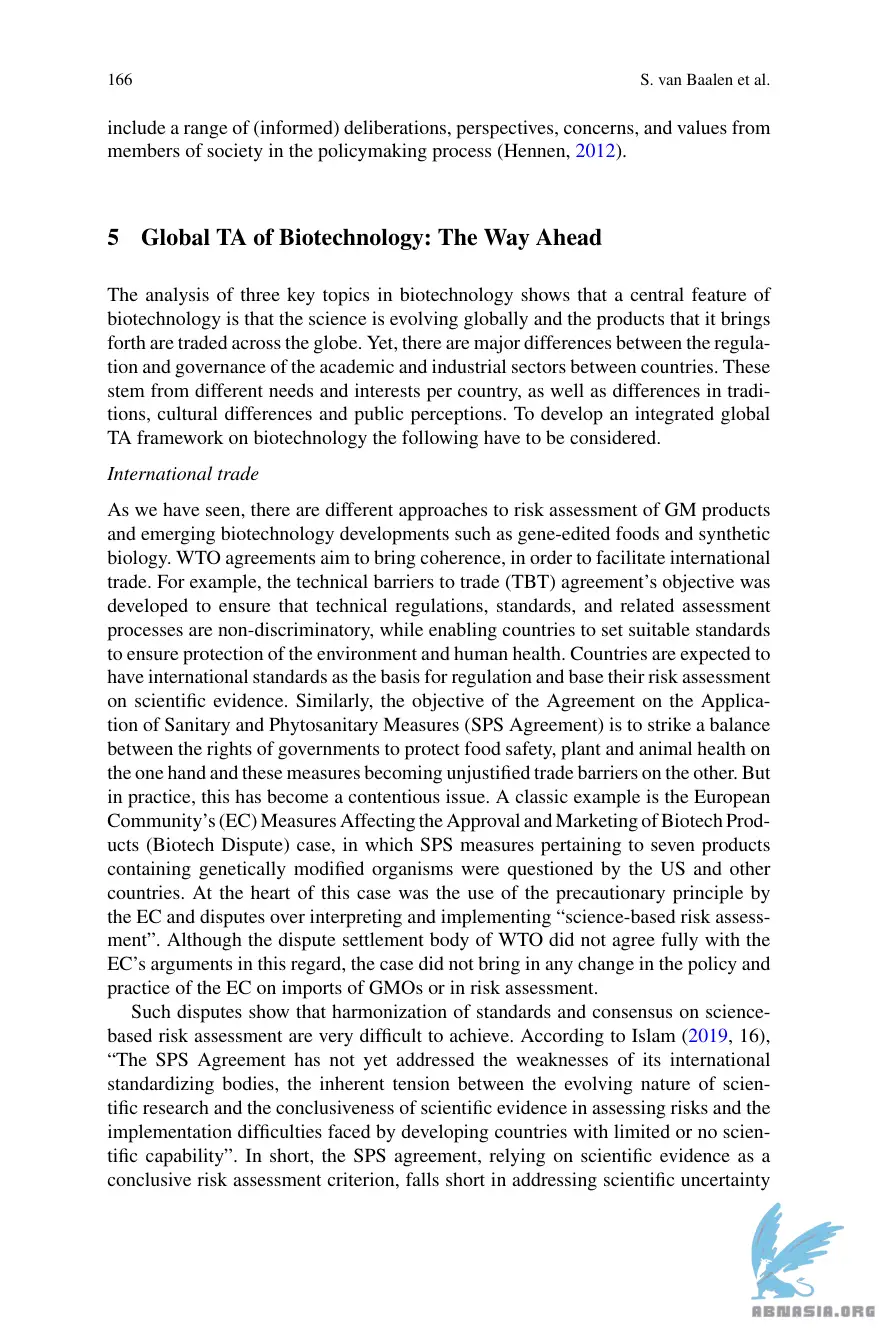 166
S. van Baalen et al.
include a range of (informed) deliberations, perspectives, concerns, and values from
members of society in the policymaking process (Hennen, 2012).
5 Global TA of Biotechnology: The Way Ahead
The analysis of three key topics in biotechnology shows that a central feature of
biotechnology is that the science is evolving globally and the products that it brings
forth are traded across the globe. Yet, there are major differences between the regula-
tion and governance of the academic and industrial sectors between countries. These
stem from different needs and interests per country, as well as differences in tradi-
tions, cultural differences and public perceptions. To develop an integrated global
TA framework on biotechnology the following have to be considered.
International trade
As we have seen, there are different approaches to risk assessment of GM products
and emerging biotechnology developments such as gene-edited foods and synthetic
biology. WTO agreements aim to bring coherence, in order to facilitate international
trade. For example, the technical barriers to trade (TBT) agreement’s objective was
developed to ensure that technical regulations, standards, and related assessment
processes are non-discriminatory, while enabling countries to set suitable standards
to ensure protection of the environment and human health. Countries are expected to
have international standards as the basis for regulation and base their risk assessment
on scientific evidence. Similarly, the objective of the Agreement on the Applica-
tion of Sanitary and Phytosanitary Measures (SPS Agreement) is to strike a balance
between the rights of governments to protect food safety, plant and animal health on
the one hand and these measures becoming unjustified trade barriers on the other. But
in practice, this has become a contentious issue. A classic example is the European
Community’s (EC) Measures Affecting the Approval and Marketing of Biotech Prod-
ucts (Biotech Dispute) case, in which SPS measures pertaining to seven products
containing genetically modified organisms were questioned by the US and other
countries. At the heart of this case was the use of the precautionary principle by
the EC and disputes over interpreting and implementing “science-based risk assess-
ment”. Although the dispute settlement body of WTO did not agree fully with the
EC’s arguments in this regard, the case did not bring in any change in the policy and
practice of the EC on imports of GMOs or in risk assessment.
Such disputes show that harmonization of standards and consensus on science-
based risk assessment are very difficult to achieve. According to Islam (2019, 16),
“The SPS Agreement has not yet addressed the weaknesses of its international
standardizing bodies, the inherent tension between the evolving nature of scien-
tific research and the conclusiveness of scientific evidence in assessing risks and the
implementation difficulties faced by developing countries with limited or no scien-
tific capability”. In short, the SPS agreement, relying on scientific evidence as a
conclusive risk assessment criterion, falls short in addressing scientific uncertainty
ABNASIA.ORG